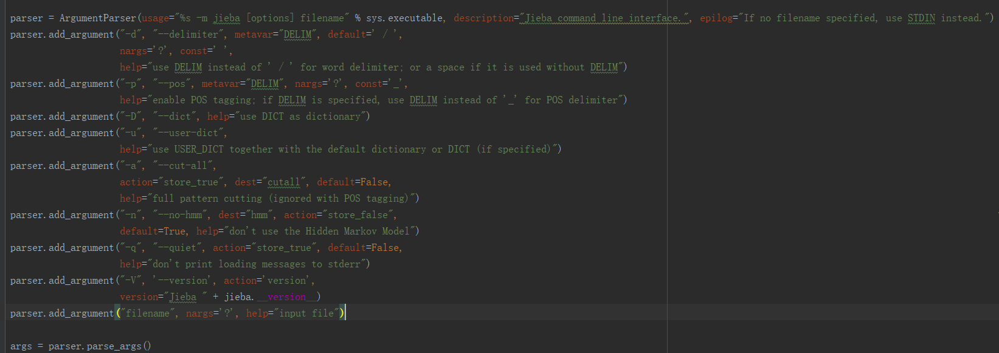 parser = ArgumentParser(usage="%s -m jieba [options] filename" % sys.executable, description="Jieba command line interface.", epilog="If no filename specified, use STDIN instead.")
parser.add_argument("-d", "--delimiter", metavar="DELIM", default=' / ',
                    nargs='?', const=' ',
                    help="use DELIM instead of ' / ' for word delimiter; or a space if it is used without DELIM")
parser.add_argument("-p", "--pos", metavar="DELIM", nargs='?', const='_',
                    help="enable POS tagging; if DELIM is specified, use DELIM instead of '_' for POS delimiter")
parser.add_argument("-D", "--dict", help="use DICT as dictionary")
parser.add_argument("-u", "--user-dict",
                    help="use USER_DICT together with the default dictionary or DICT (if specified)")
parser.add_argument("-a", "--cut-all",
                    action="store_true", dest="cutall", default=False,
                    help="full pattern cutting (ignored with POS tagging)")
parser.add_argument("-n", "--no-hmm", dest="hmm", action="store_false",
                    default=True, help="don't use the Hidden Markov Model")
parser.add_argument("-q", "--quiet", action="store_true", default=False,
                    help="don't print loading messages to stderr")
parser.add_argument("-V", '--version', action='version',
                    version="Jieba " + jieba.__version__)
parser.add_argument("filename", nargs='?', help="input file")
args = parser.parse_args()